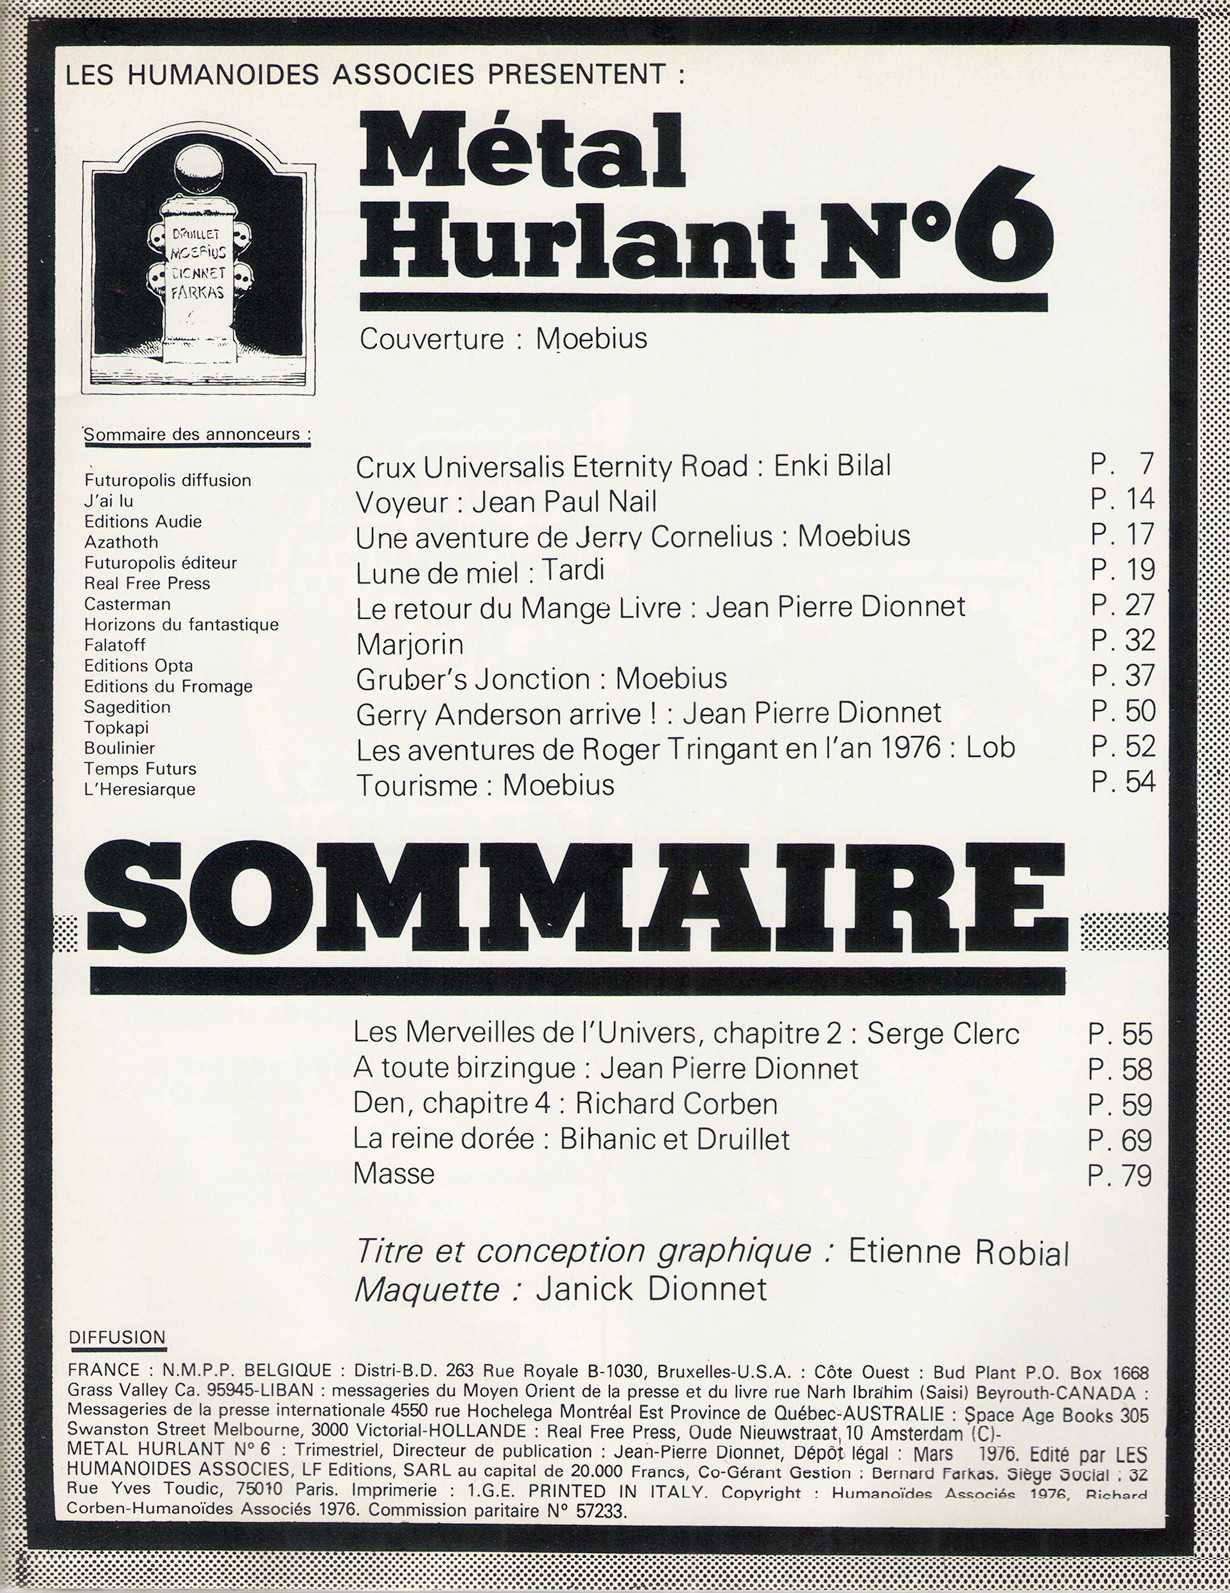 LES HUMANOIDES ASSOCIES PRESENTENT :
Métal
Hurlant N°6
DRUILLET
MOEBIUS
DIONNET
FARKAS
Couverture : Moebius
Sommaire des annonceurs :
Futuropolis diffusion
J'ai lu
Editions Audie
Azathoth
Futuropolis éditeur
Real Free Press
Casterman
Horizons du fantastique
Falatoff
Editions Opta
Editions du Fromage
Sagedition
Topkapi
Boulinier
Temps Futurs
L'Heresiarque
Crux Universalis Eternity Road : Enki Bilal P. 7
Voyeur : Jean Paul Nail P. 14
Une aventure de Jerry Cornelius : Moebius P. 17
Lune de miel : Tardi P. 19
Le retour du Mange Livre : Jean Pierre Dionnet P. 27
Marjorin P. 32
Gruber's Jonction : Moebius P. 37
Gerry Anderson arrive ! : Jean Pierre Dionnet P. 50
Les aventures de Roger Tringant en l'an 1976 : Lob P. 52
Tourisme : Moebius P. 54
SOMMAIRE
Les Merveilles de l'Univers, chapitre 2 : Serge Clerc P. 55
A toute birzingue : Jean Pierre Dionnet P. 58
Den, chapitre 4 : Richard Corben P. 59
La reine dorée : Bihanic et Druillet P. 69
Masse P. 79
Titre et conception graphique : Etienne Robial
Maquette : Janick Dionnet
DIFFUSION
FRANCE : N.M.P.P. BELGIQUE : Distri-B.D. 263 Rue Royale B-1030, Bruxelles-U.S.A. : Côte Ouest : Bud Plant P.O. Box 1668
Grass Valley Ca. 95945-LIBAN : messageries du Moyen Orient de la presse et du livre rue Narh Ibrahim (Saisi) Beyrouth-CANADA :
Messageries de la presse internationale 4550 rue Hochelega Montréal Est Province de Québec-AUSTRALIE : Space Age Books 305
Swanston Street Melbourne, 3000 Victorial-HOLLANDE : Real Free Press, Oude Nieuwstraat, 10 Amsterdam (C)-
METAL HURLANT N° 6 : Trimestriel, Directeur de publication : Jean-Pierre Dionnet, Dépôt légal : Mars 1976. Edité par LES
HUMANOIDES ASSOCIES, LF Editions, SARL au capital de 20.000 Francs, Co-Gérant Gestion : Bernard Farkas. Siège Social : 32
Rue Yves Toudic, 75010 Paris. Imprimerie : 1.G.E. PRINTED IN ITALY. Copyright : Humanoïdes Associés 1976, Richard
Corben-Humanoïdes Associés 1976. Commission paritaire N° 57233.